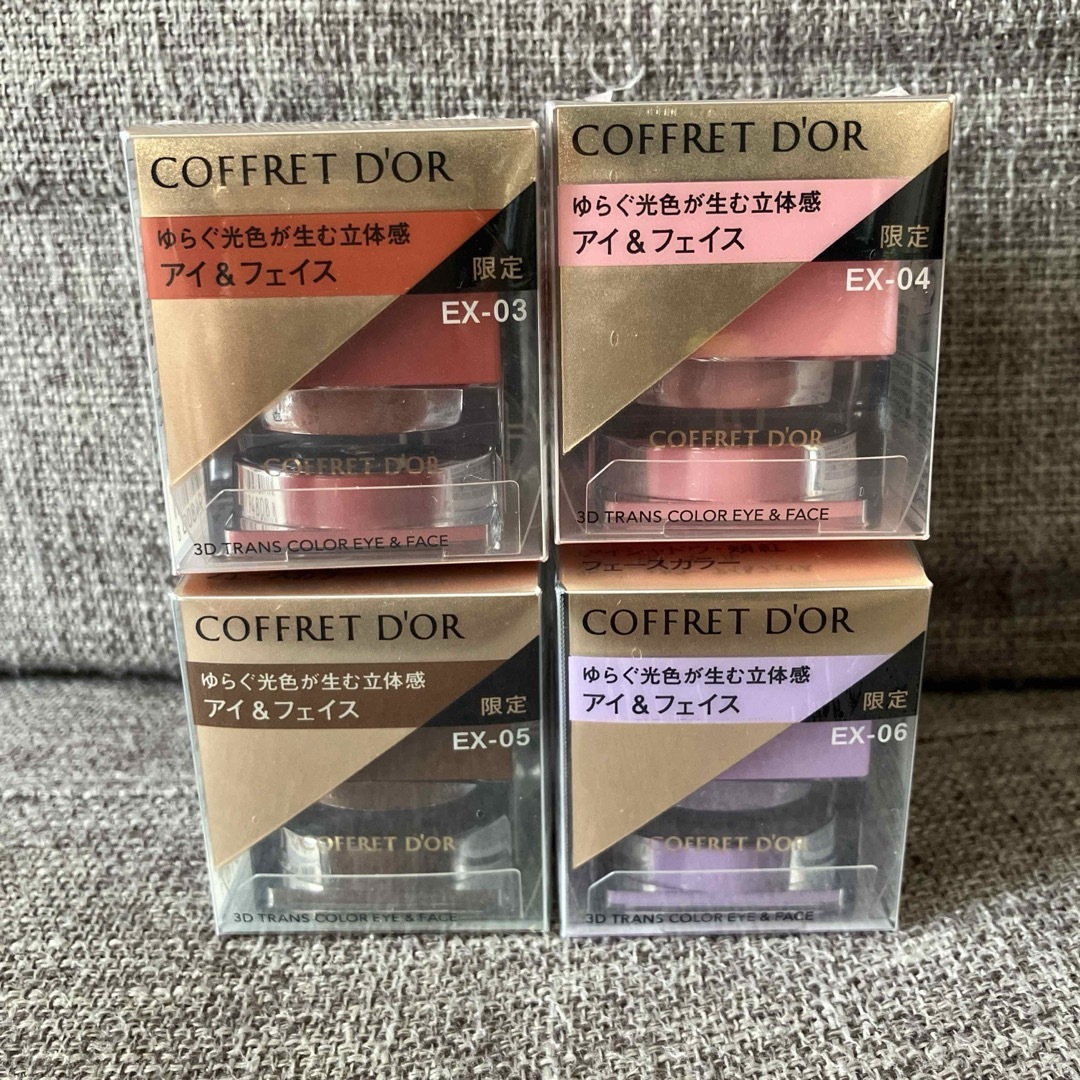 COFFRET D'OR
ゆらぐ光色が生む立体感
アイ&フェイス
限定
EX-03
COFFRET D'OR
3D TRANS COLOR EYE & FACE
COFFRET D'OR
ゆらぐ光色が生む立体感
アイ&フェイス
限定
EX-04
COFFRET D'OR
3D TRANS COLOR EYE & FACE
COFFRET D'OR
ゆらぐ光色が生む立体感
アイ&フェイス
限定
EX-05
COFFRET D'OR
3D TRANS COLOR EYE & FACE
フェースカラー
COFFRET D'OR
ゆらぐ光色が生む立体感
アイ&フェイス
限定
EX-06
COFFRET D'OR
3D TRANS COLOR EYE & FACE